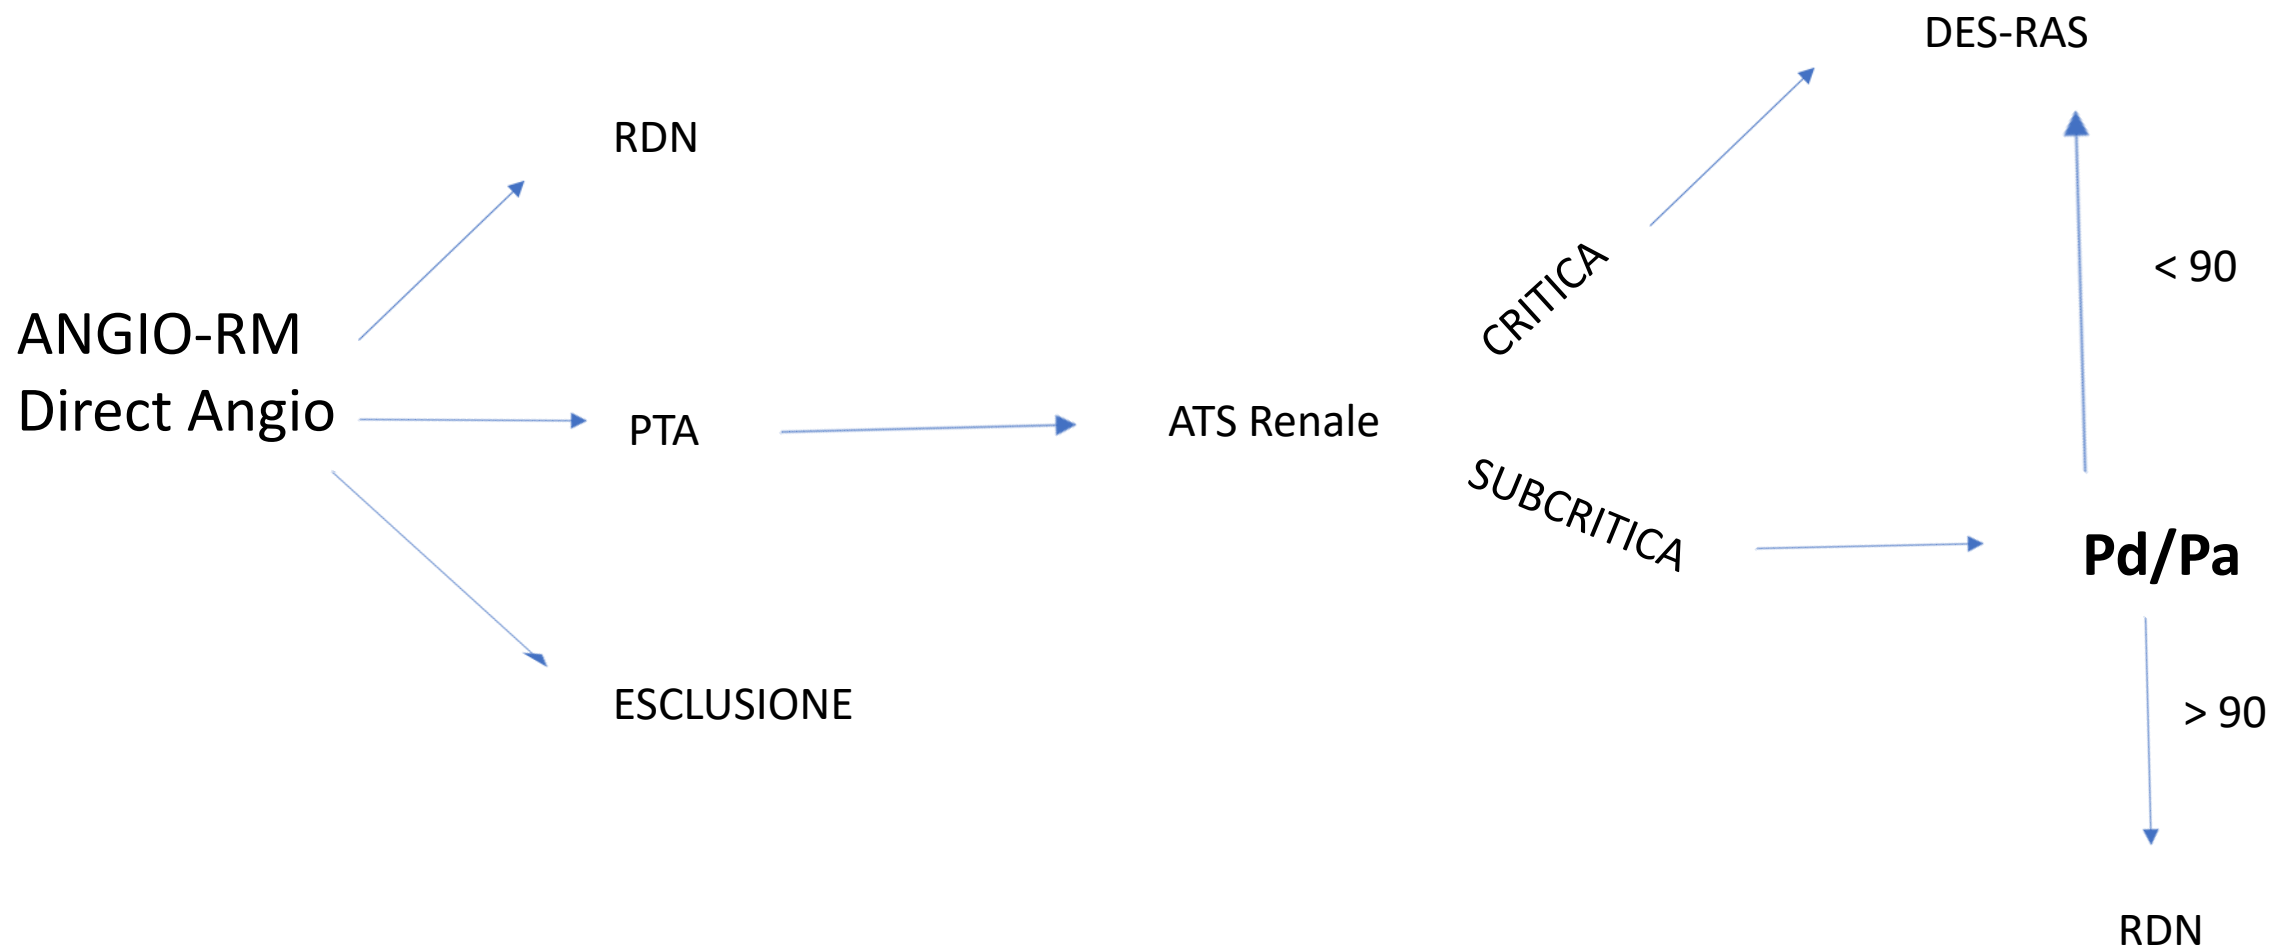 DES-RAS
RDN
CRITICA
< 90
ANGIO-RM
Direct Angio
PTA
ATS Renale
SUBCRITICA
Pd/Pa
ESCLUSIONE
> 90
RDN